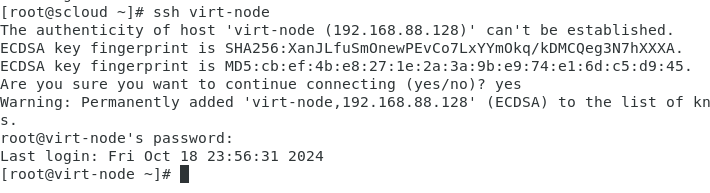 [root@scloud ~]# ssh virt-node
The authenticity of host 'virt-node (192.168.88.128)' can't be established.
ECDSA key fingerprint is SHA256:XanJLfuSmOnewPEvCo7LxYYmOkq/kDMCQeg3N7hXXXA.
ECDSA key fingerprint is MD5:cb:ef:4b:e8:27:1e:2a:3a:9b:e9:74:e1:6d:c5:d9:45.
Are you sure you want to continue connecting (yes/no)? yes
Warning: Permanently added 'virt-node,192.168.88.128' (ECDSA) to the list of kn
s.
root@virt-node's password:
Last login: Fri Oct 18 23:56:31 2024
[root@virt-node ~]#